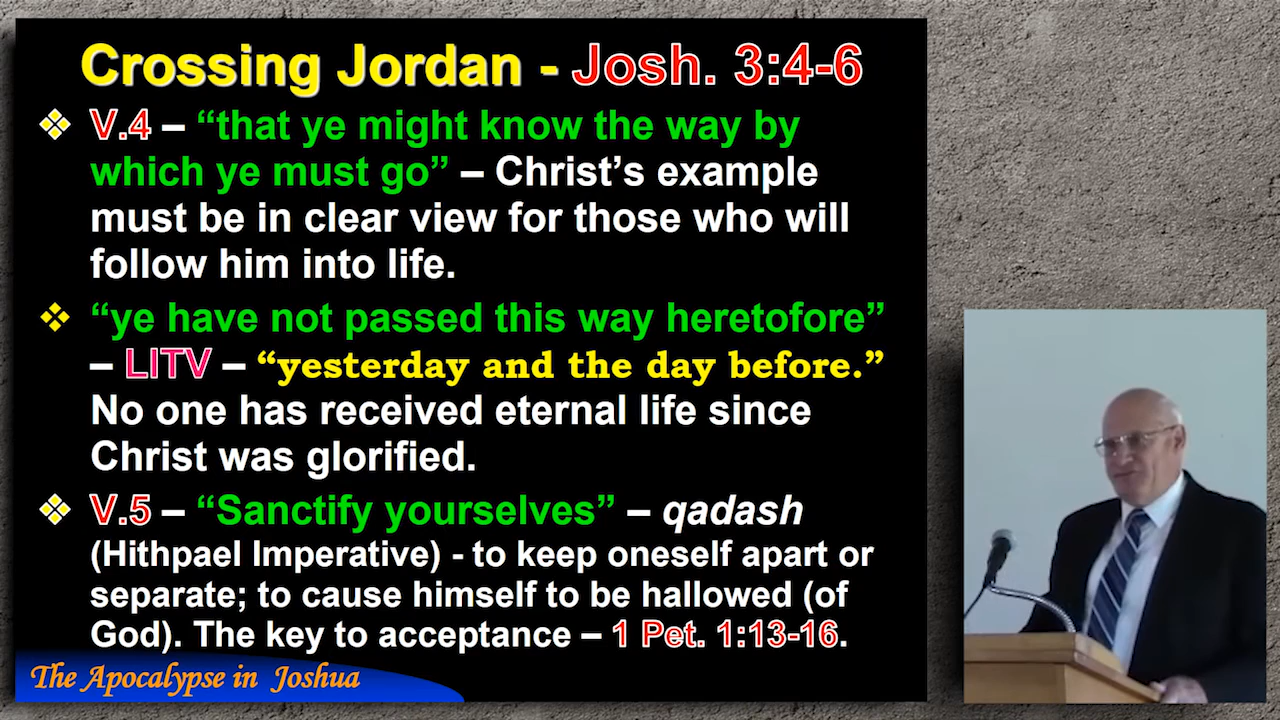 Crossing Jordan - Josh. 3:4-6
❖ V.4 – “that ye might know the way by
which ye must go” – Christ’s example
must be in clear view for those who will
follow him into life.
❖ “ye have not passed this way heretofore”
– LITV – “yesterday and the day before.”
No one has received eternal life since
Christ was glorified.
❖ V.5 – “Sanctify yourselves” – qadash
(Hithpael Imperative) - to keep oneself apart or
separate; to cause himself to be hallowed (of
God). The key to acceptance – 1 Pet. 1:13-16.
The Apocalypse in Joshua